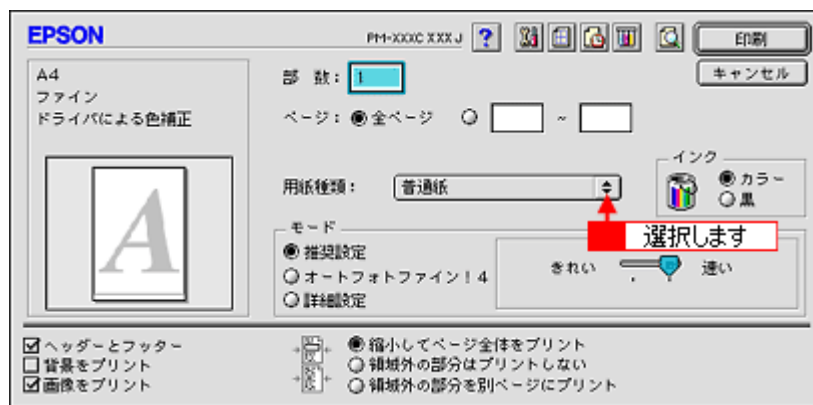 EPSON
PM-XXXC XXX J
印刷
キャンセル
A4
ファイン
ドライバによる色補正
部 数：1
ページ：全ページ ~
用紙種類： 普通紙
インク
カラー
黒
選択します
モード
推奨設定
オートフォトファイン！4
詳細設定
きれい 速い
ヘッダーとフッター
背景をプリント
画像をプリント
縮小してページ全体をプリント
領域外の部分はプリントしない
領域外の部分を別ページにプリント